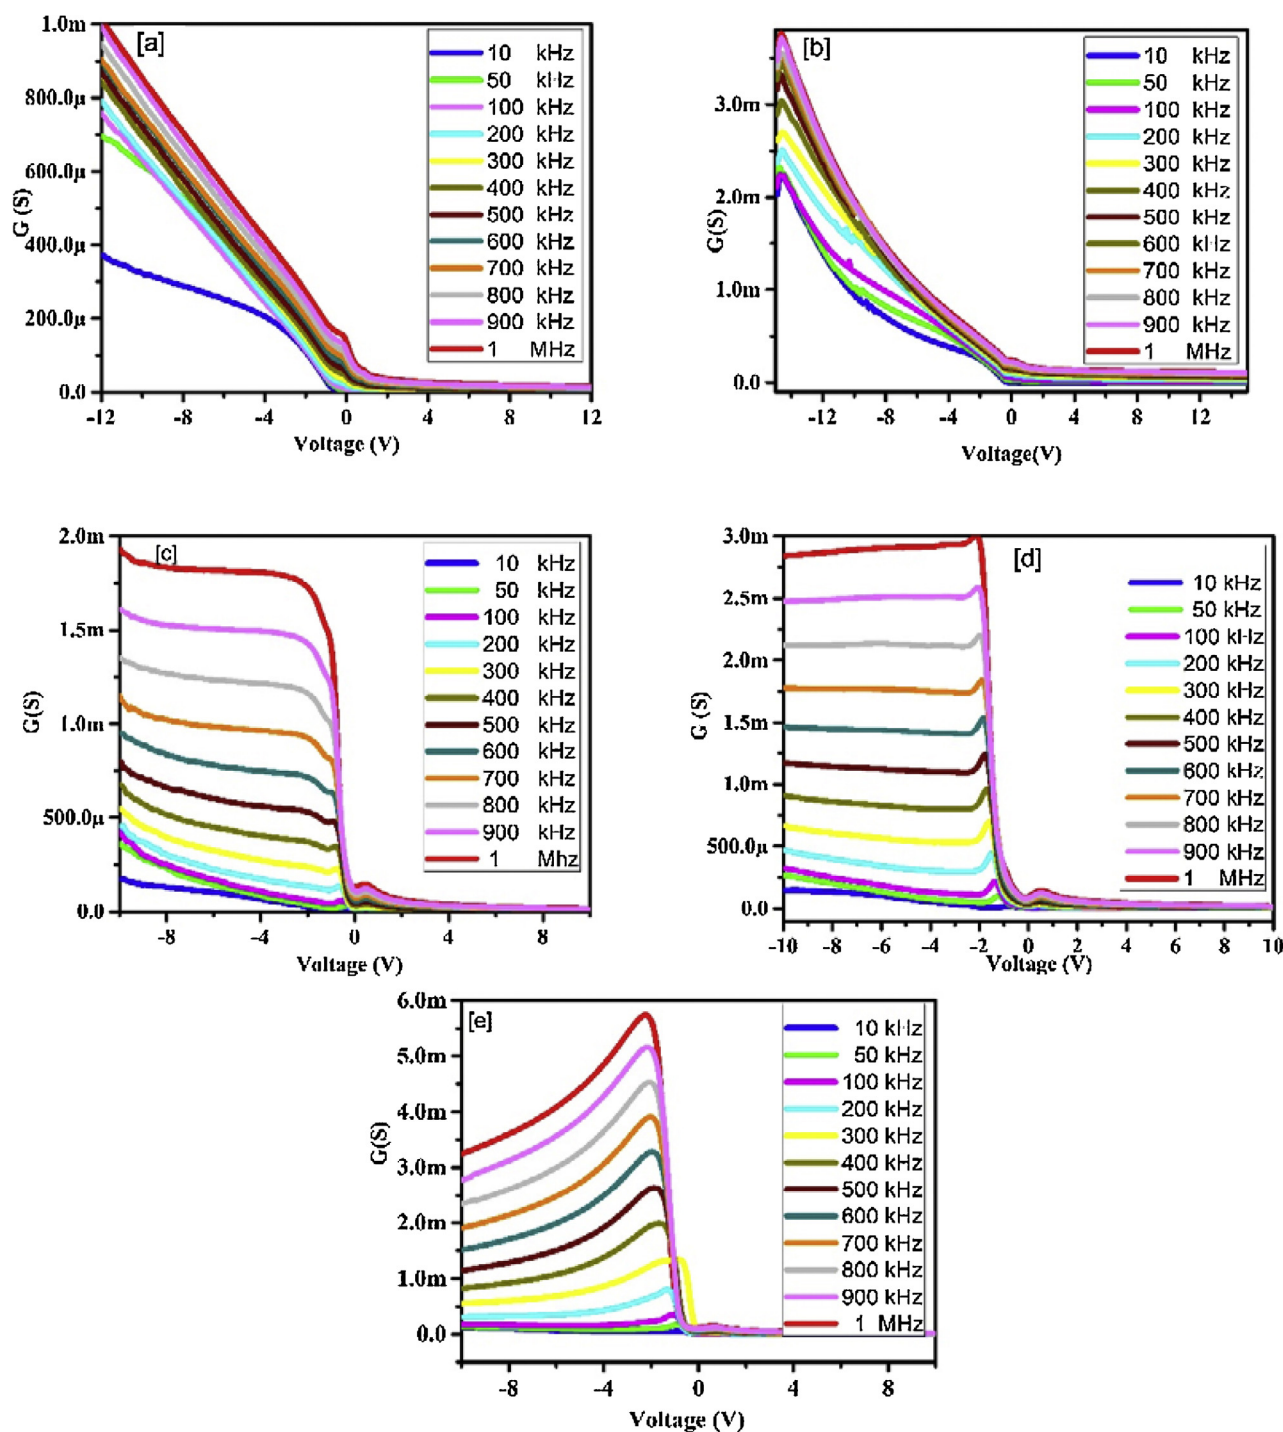 [a]
1.0m
800.0µ
600.0µ
400.0µ
200.0µ
0.0
G (S)
-12 -8 -4 0 4 8 12
Voltage (V)
10 kHz
50 kHz
100 kHz
200 kHz
300 kHz
400 kHz
500 kHz
600 kHz
700 kHz
800 kHz
900 kHz
1 MHz
[b]
3.0m
2.0m
1.0m
0.0
G(S)
-12 -8 -4 0 4 8 12
Voltage(V)
10 kHz
50 kHz
100 kHz
200 kHz
300 kHz
400 kHz
500 kHz
600 kHz
700 kHz
800 kHz
900 kHz
1 MHz
[c]
2.0m
1.5m
1.0m
500.0µ
0.0
G(S)
-8 -4 0 4 8
Voltage (V)
10 kHz
50 kHz
100 kHz
200 kHz
300 kHz
400 kHz
500 kHz
600 kHz
700 kHz
800 kHz
900 kHz
1 Mhz
[d]
3.0m
2.5m
2.0m
1.5m
1.0m
500.0µ
0.0
G (S)
-10 -8 -6 -4 -2 0 2 4 6 8 10
Voltage (V)
10 kHz
50 kHz
100 kHz
200 kHz
300 kHz
400 kHz
500 kHz
600 kHz
700 kHz
800 kHz
900 kHz
1 MHz
[e]
6.0m
5.0m
4.0m
3.0m
2.0m
1.0m
0.0
G(S)
-8 -4 0 4 8
Voltage (V)
10 kHz
50 kHz
100 kHz
200 kHz
300 kHz
400 kHz
500 kHz
600 kHz
700 kHz
800 kHz
900 kHz
1 MHz